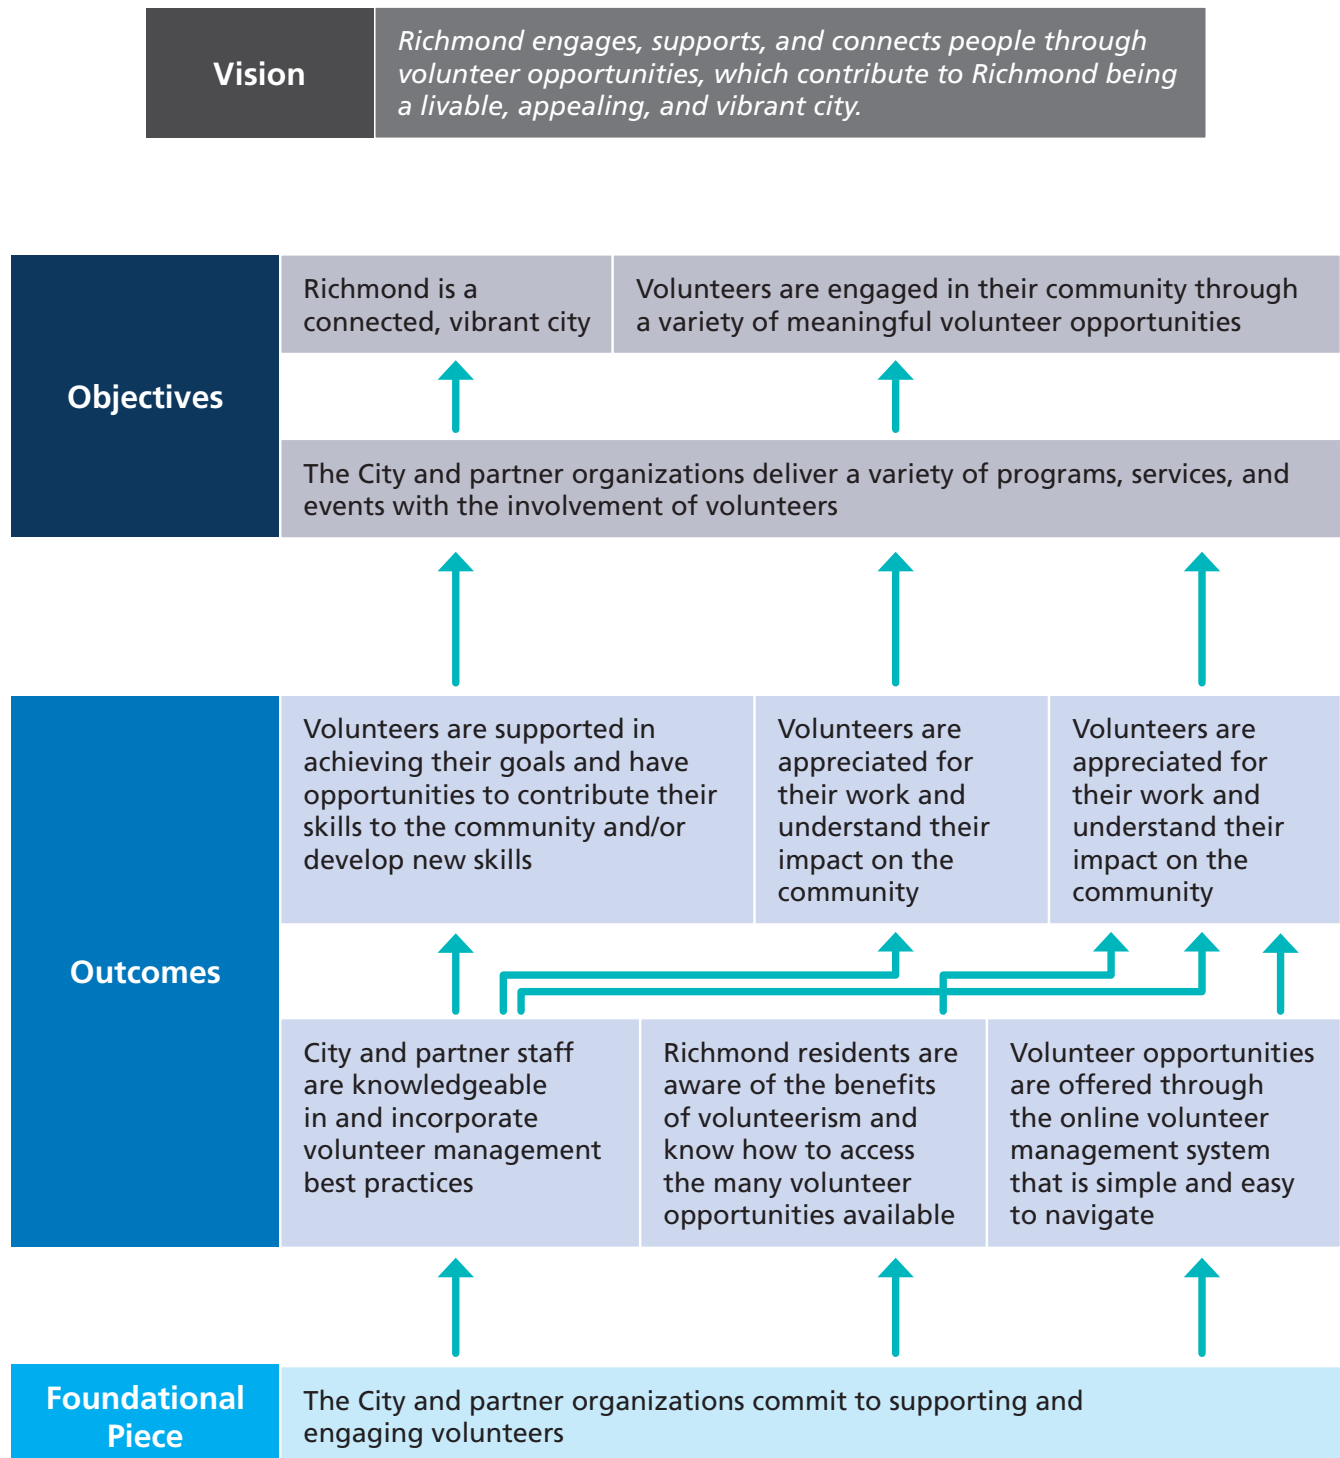 Vision
Richmond engages, supports, and connects people through
volunteer opportunities, which contribute to Richmond being
a livable, appealing, and vibrant city.
Objectives
Richmond is a
connected, vibrant city
Volunteers are engaged in their community through
a variety of meaningful volunteer opportunities
The City and partner organizations deliver a variety of programs, services, and
events with the involvement of volunteers
Outcomes
Volunteers are supported in
achieving their goals and have
opportunities to contribute their
skills to the community and/or
develop new skills
Volunteers are
appreciated for
their work and
understand their
impact on the
community
Volunteers are
appreciated for
their work and
understand their
impact on the
community
City and partner staff
are knowledgeable
in and incorporate
volunteer management
best practices
Richmond residents are
aware of the benefits
of volunteerism and
know how to access
the many volunteer
opportunities available
Volunteer opportunities
are offered through
the online volunteer
management system
that is simple and easy
to navigate
Foundational
Piece
The City and partner organizations commit to supporting and
engaging volunteers